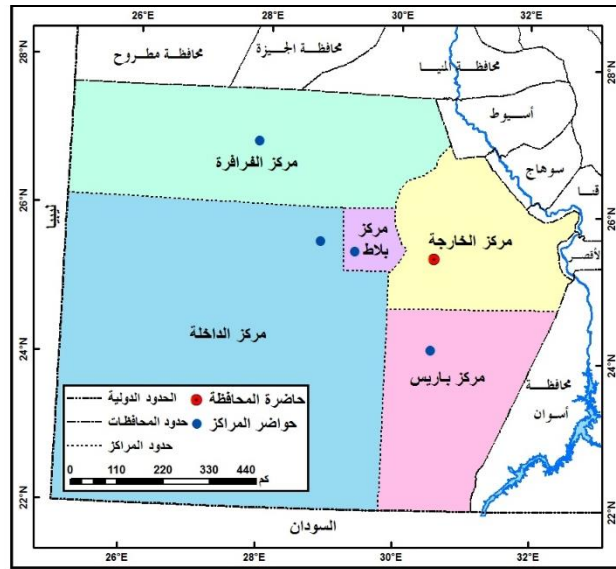 26°E 28°E 30°E 32°E
28°N
28°N
محافظة مطروح
محافظة الجيزة
محافظة المنيا
أسيوط
سوهاج
قنا
الأقصر
مركز الفرافرة
26°N
26°N
ليبيا
مركز
بلاط
مركز الخارجة
مركز الداخلة
24°N
24°N
مركز باريس
محافظة
أسوان
حاضرة المحافظة
الحدود الدولية
حواضر المراكز
حدود المحافظات
حدود المراكز
0 110 220 330 440 كم
22°N
22°N
السودان
26°E 28°E 30°E 32°E